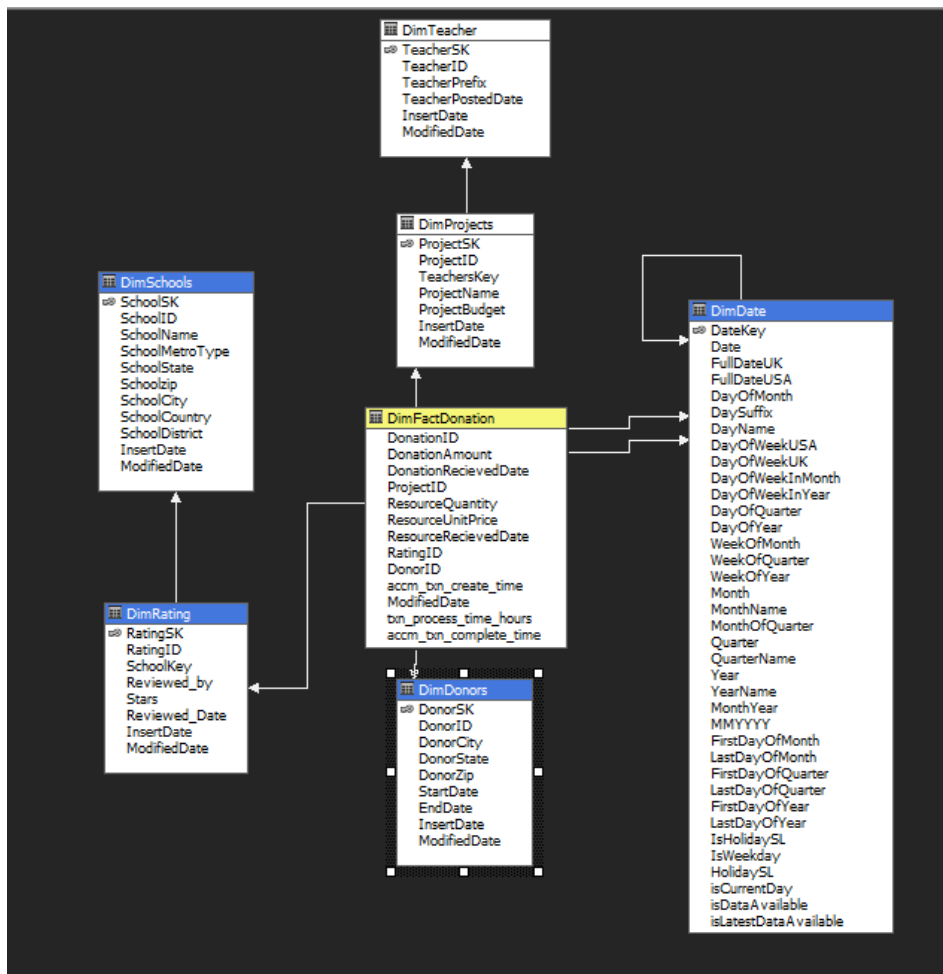 DimTeacher
TeacherSK
TeacherID
TeacherPrefix
TeacherPostedDate
InsertDate
ModifiedDate
DimProjects
ProjectSK
ProjectID
TeachersKey
ProjectName
ProjectBudget
InsertDate
ModifiedDate
DimSchools
SchoolSK
SchoolID
SchoolName
SchoolMetroType
SchoolState
Schoolzip
SchoolCity
SchoolCountry
SchoolDistrict
InsertDate
ModifiedDate
DimDate
DateKey
Date
FullDateUK
FullDateUSA
DayOfMonth
DaySuffix
DayName
DayOfWeekUSA
DayOfWeekUK
DayOfWeekInMonth
DayOfWeekInYear
DayOfQuarter
DayOfYear
WeekOfMonth
WeekOfQuarter
WeekOfYear
Month
MonthName
MonthOfQuarter
Quarter
QuarterName
Year
YearName
MonthYear
MMYYYY
FirstDayOfMonth
LastDayOfMonth
FirstDayOfQuarter
LastDayOfQuarter
FirstDayOfYear
LastDayOfYear
IsHolidaySL
IsWeekday
HolidaySL
isCurrentDay
isDataAvailable
isLatestDataAvailable
DimFactDonation
DonationID
DonationAmount
DonationRecievedDate
ProjectID
ResourceQuantity
ResourceUnitPrice
ResourceRecievedDate
RatingID
DonorID
accm_txn_create_time
ModifiedDate
txn_process_time_hours
accm_txn_complete_time
DimRating
RatingSK
RatingID
SchoolKey
Reviewed_by
Stars
Reviewed_Date
InsertDate
ModifiedDate
DimDonors
DonorSK
DonorID
DonorCity
DonorState
DonorZip
StartDate
EndDate
InsertDate
ModifiedDate